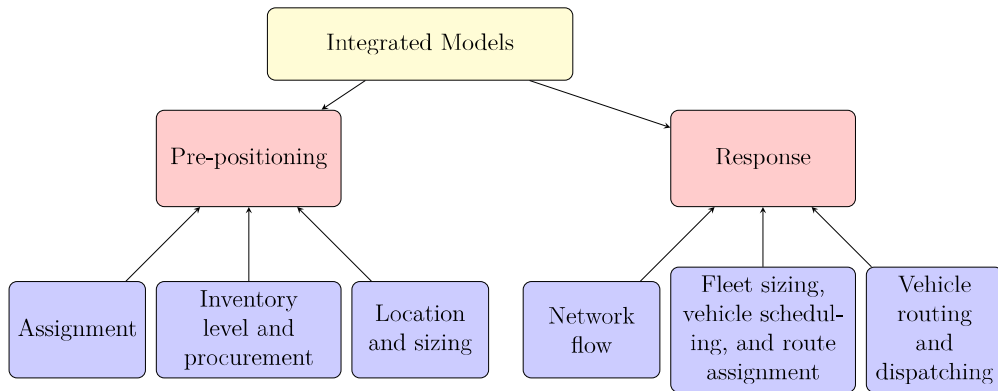 Integrated Models
Pre-positioning
Response
Assignment
Inventory
level and
procurement
Location
and sizing
Network
flow
Fleet sizing,
vehicle schedul-
ing, and route
assignment
Vehicle
routing
and
dispatching